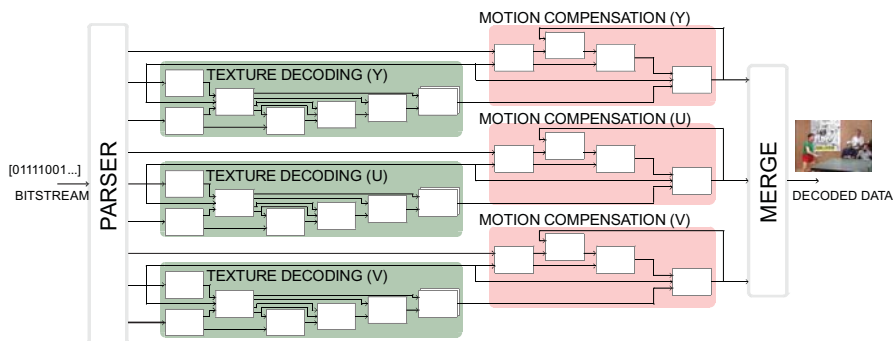 MOTION COMPENSATION (Y)
TEXTURE DECODING (Y)
MOTION COMPENSATION (U)
[01111001...]
BITSTREAM
PARSER
TEXTURE DECODING (U)
MERGE
DECODED DATA
MOTION COMPENSATION (V)
TEXTURE DECODING (V)